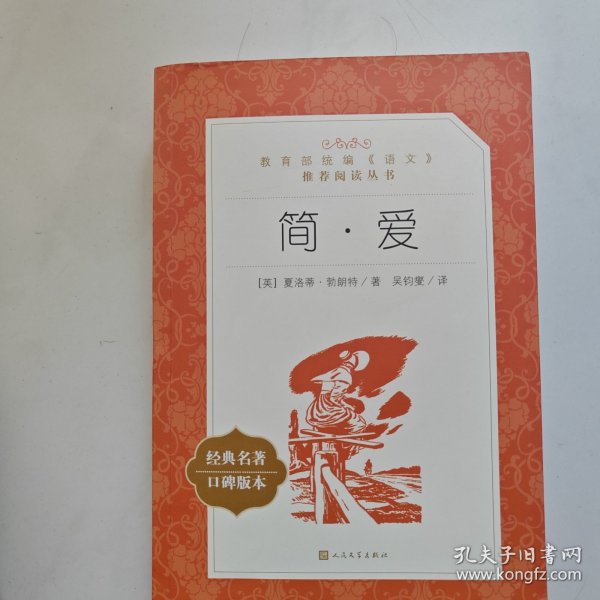 教育部统编《语文》
推荐阅读丛书
简·爱
[英] 夏洛蒂·勃朗特/著 吴钧燮/译
经典名著
口碑版本
人民文学出版社
孔夫子旧书网
www.kongfz.com